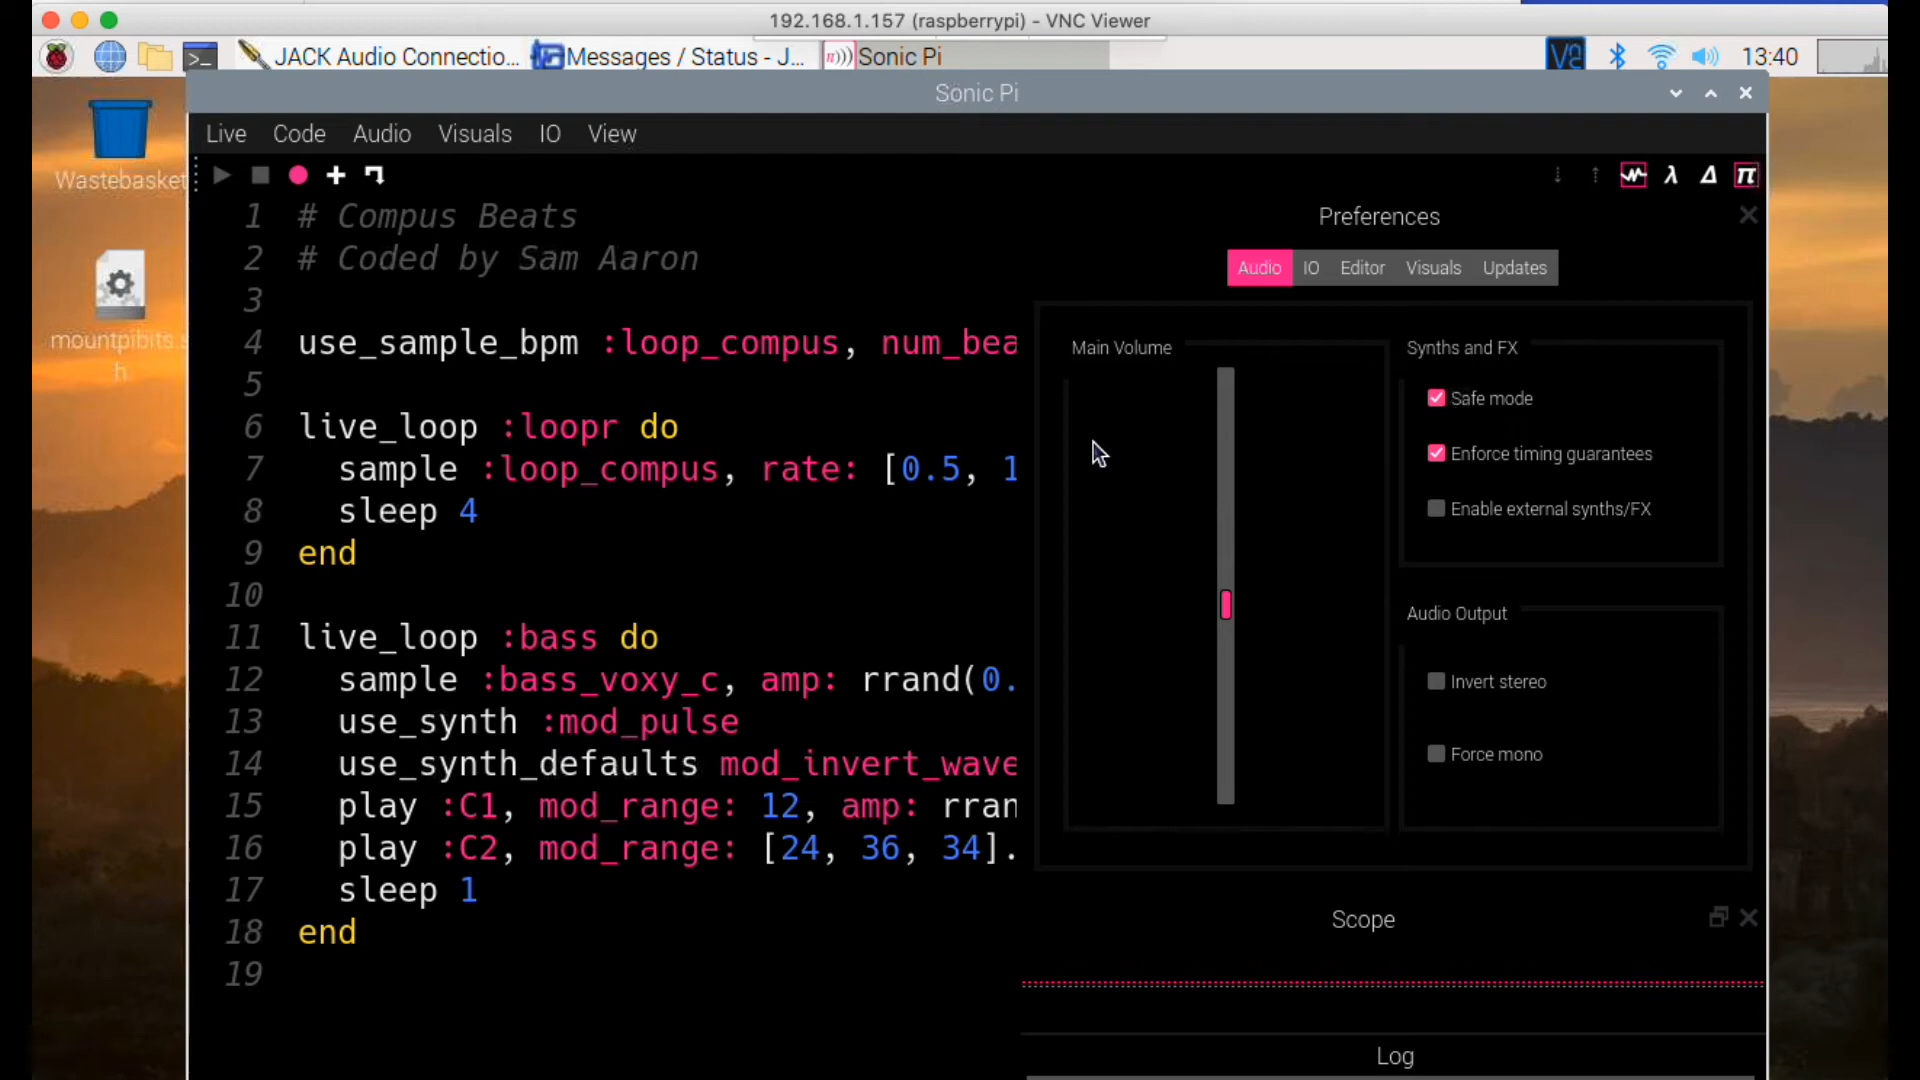 192.168.1.157 (raspberrypi) - VNC Viewer
JACK Audio Connectio... Messages / Status - J... Sonic Pi 13:40
Wastebasket
mountpibits.s
h
Sonic Pi
Live Code Audio Visuals IO View
1 # Compus Beats
2 # Coded by Sam Aaron
3
4 use_sample_bpm :loop_compus, num_bea
5
6 live_loop :loopr do
7 sample :loop_compus, rate: [0.5, 1
8 sleep 4
9 end
10
11 live_loop :bass do
12 sample :bass_voxy_c, amp: rrand(0.
13 use_synth :mod_pulse
14 use_synth_defaults mod_invert_wave
15 play :C1, mod_range: 12, amp: rran
16 play :C2, mod_range: [24, 36, 34].
17 sleep 1
18 end
19
Preferences
Audio IO Editor Visuals Updates
Main Volume
Synths and FX
Safe mode
Enforce timing guarantees
Enable external synths/FX
Audio Output
Invert stereo
Force mono
Scope
Log